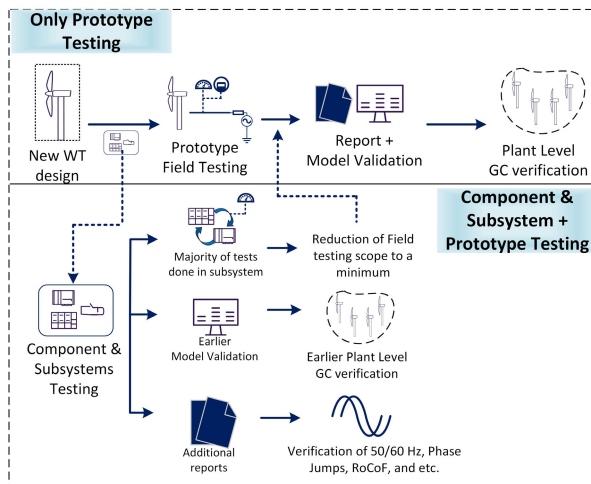 Only Prototype
Testing
New WT
design
Prototype
Field Testing
Report +
Model Validation
Plant Level
GC verification
Component &
Subsystem +
Prototype Testing
Majority of tests
done in subsystem
Reduction of Field
testing scope to a
minimum
Component &
Subsystems
Testing
Earlier
Model Validation
Earlier Plant Level
GC verification
Additional
reports
Verification of 50/60 Hz, Phase
Jumps, RoCoF, and etc.